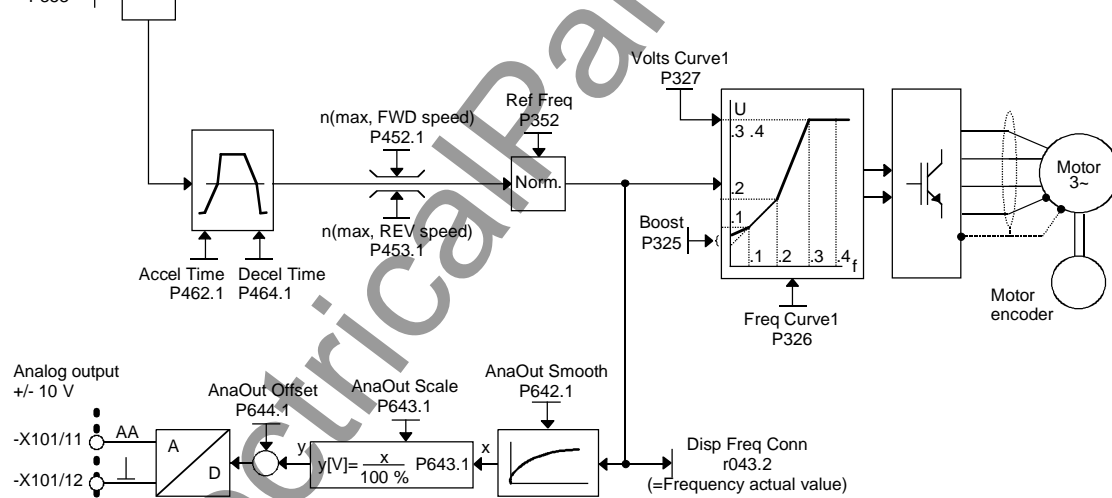 Volts Curve1
P327
Ref Freq
P352
n(max, FWD speed)
P452.1
U
.3 .4
Norm.
Motor
3~
.2
.1
Boost
P325
n(max, REV speed)
P453.1
.1 .2 .3 .4
f
Accel Time
P462.1
Decel Time
P464.1
Motor
encoder
Freq Curve1
P326
Analog output
+/- 10 V
AnaOut Offset
P644.1
AnaOut Scale
P643.1
AnaOut Smooth
P642.1
-X101/11
AA
A
D
y
y[V]= x / 100 % P643.1
x
Disp Freq Conn
r043.2
(=Frequency actual value)
-X101/12
ectricalPa